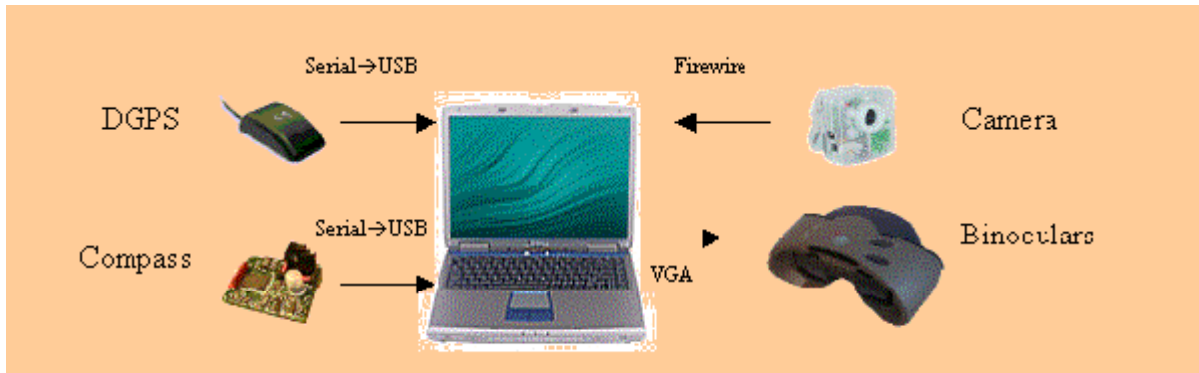 Serial→USB
Firewire
DGPS
Camera
Serial→USB
Binoculars
Compass
VGA